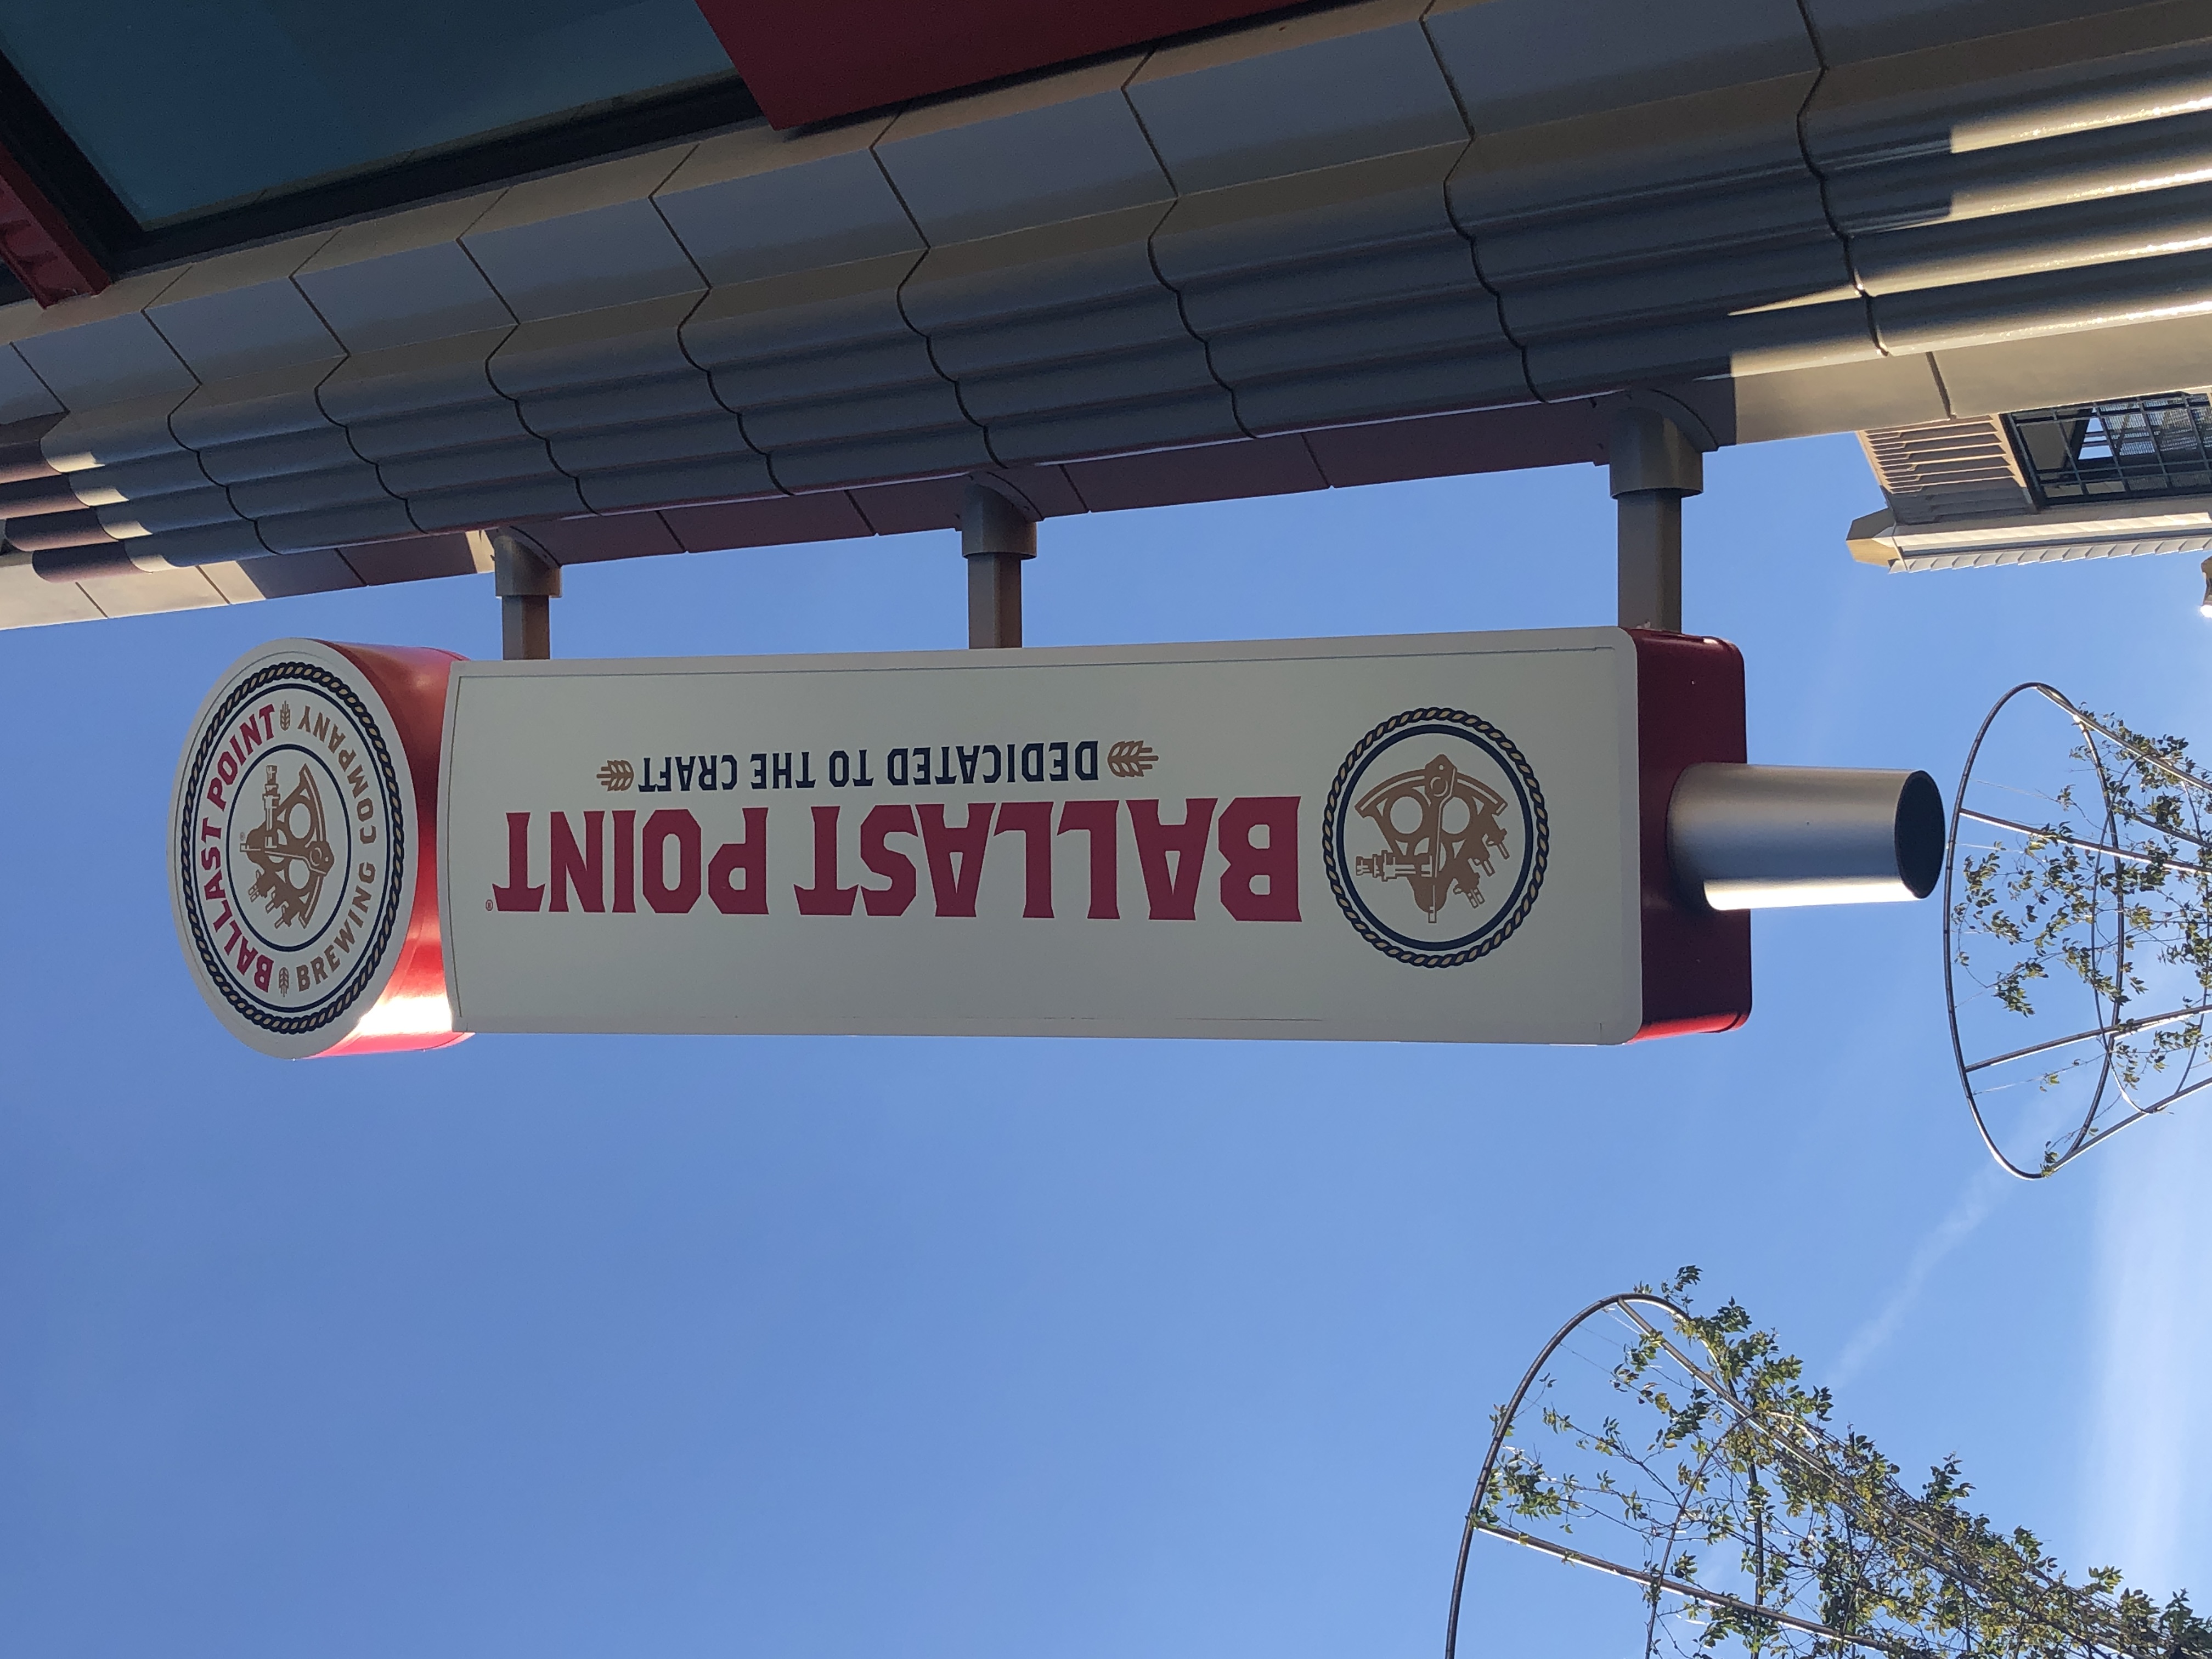 BALLAST POINT
BREWING COMPANY
BALLAST POINT®
DEDICATED TO THE CRAFT